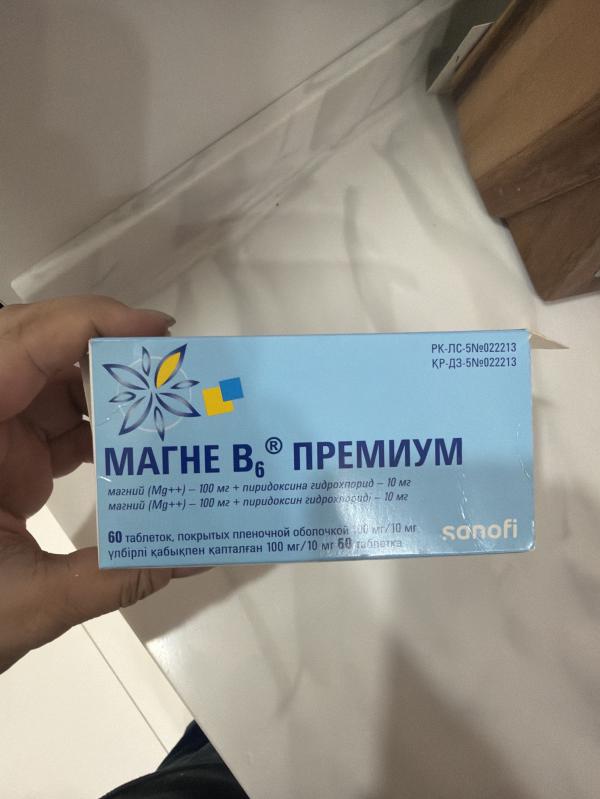 РК-ЛС-5№022213
ҚР-ДЗ-5№022213
МАГНЕ B₆® ПРЕМИУМ
магний (Mg++) – 100 мг + пиридоксина гидрохлорид – 10 мг
магний (Mg++) – 100 мг + пиридоксин гидрохлориді – 10 мг
60 таблеток, покрытых пленочной оболочкой 100 мг/10 мг
үлбірлі қабықпен қапталған 100 мг/10 мг 60 таблетка
sanofi